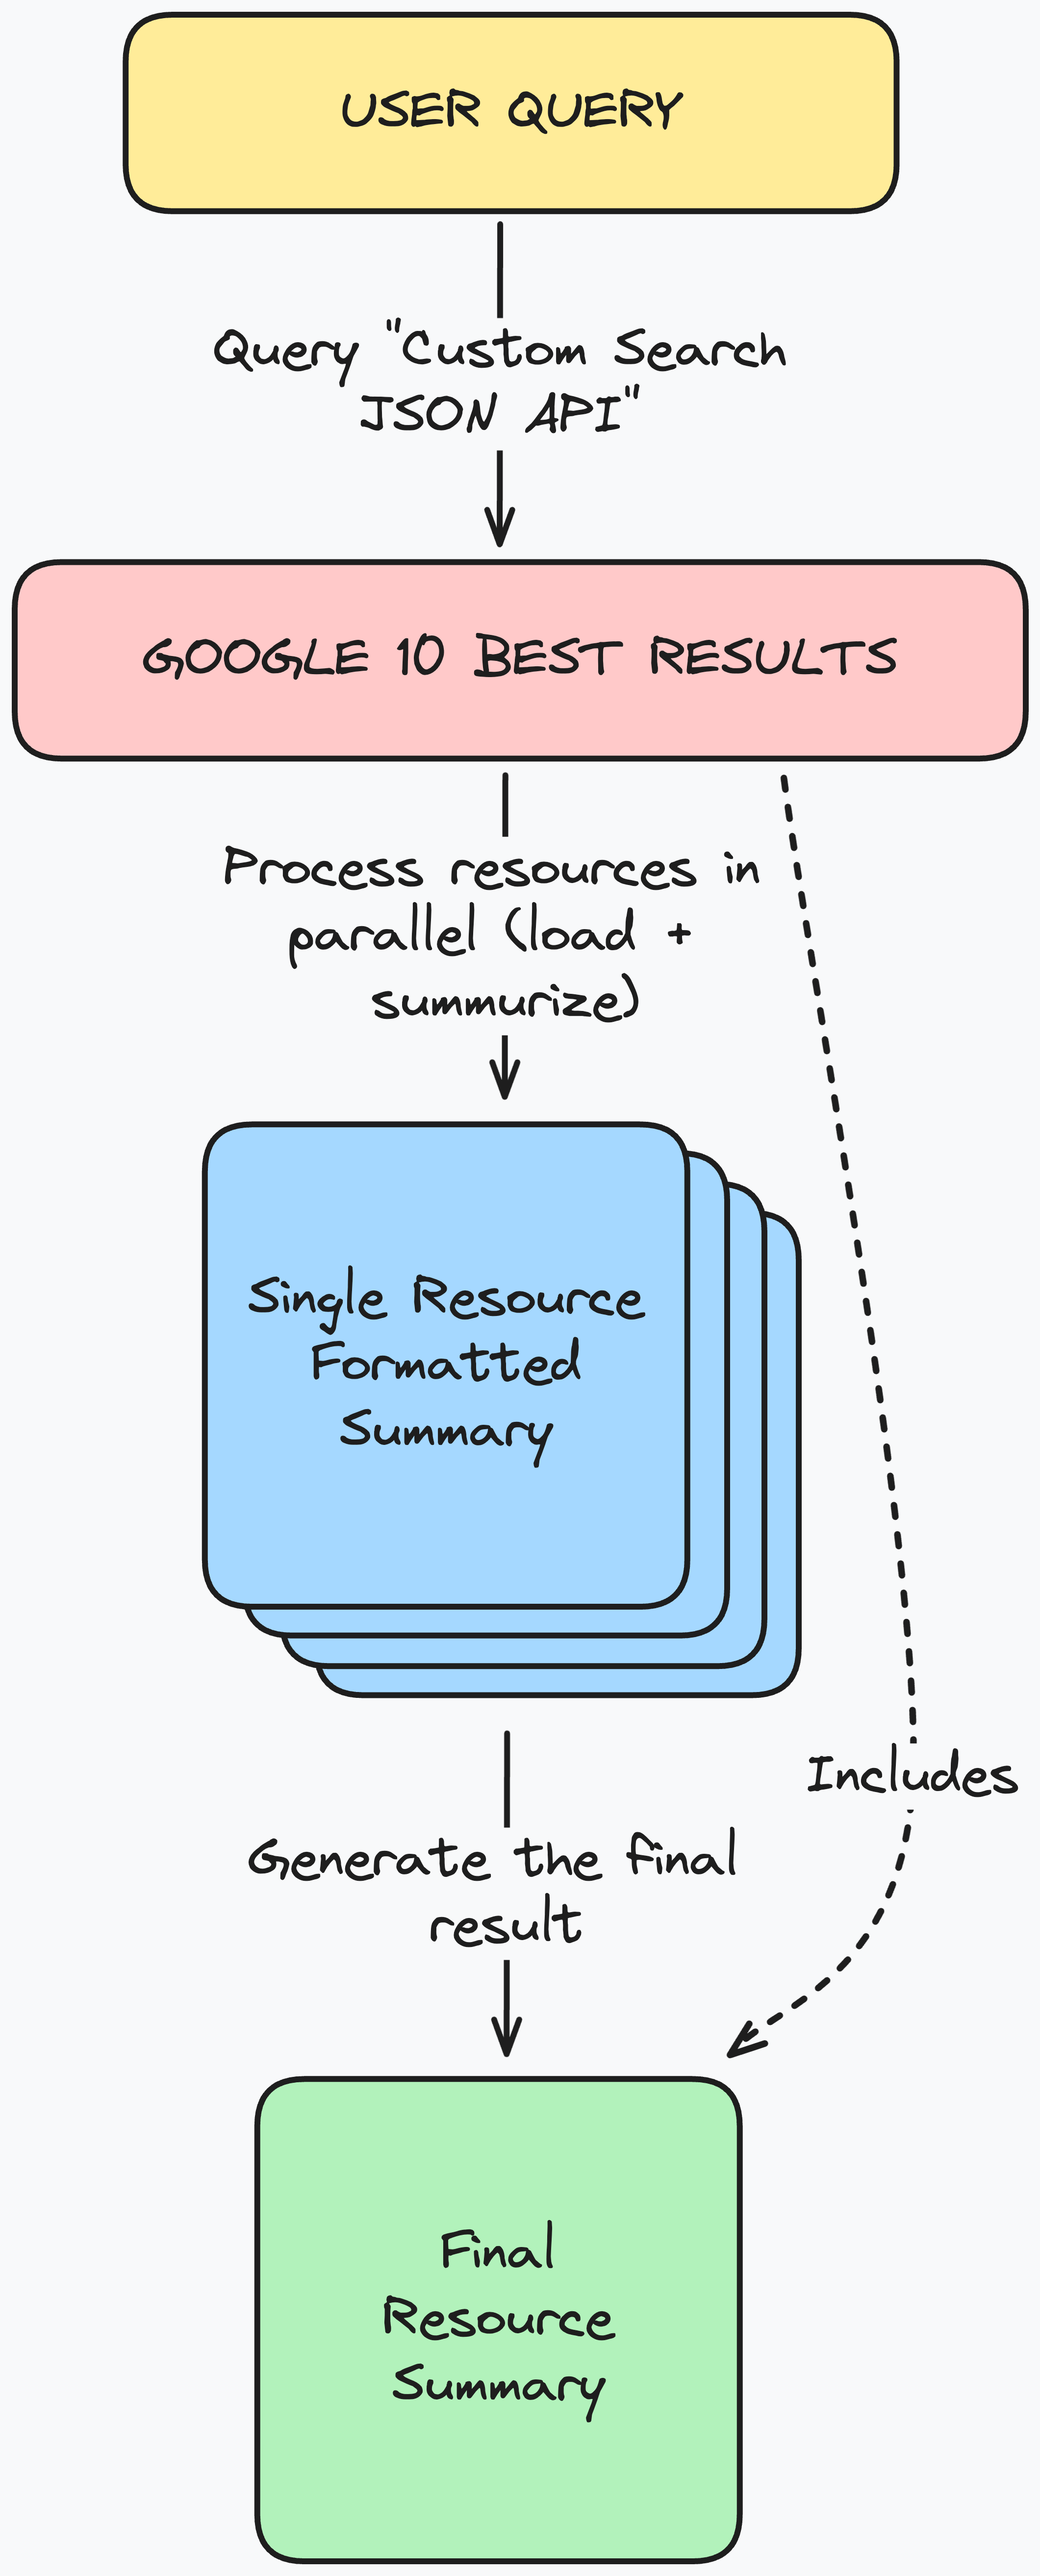 USER QUERY
Query "Custom Search
JSON API"
GOOGLE 10 BEST RESULTS
Process resources in
parallel (load +
summurize)
Single Resource
Formatted
Summary
Includes
Generate the final
result
Final
Resource
Summary